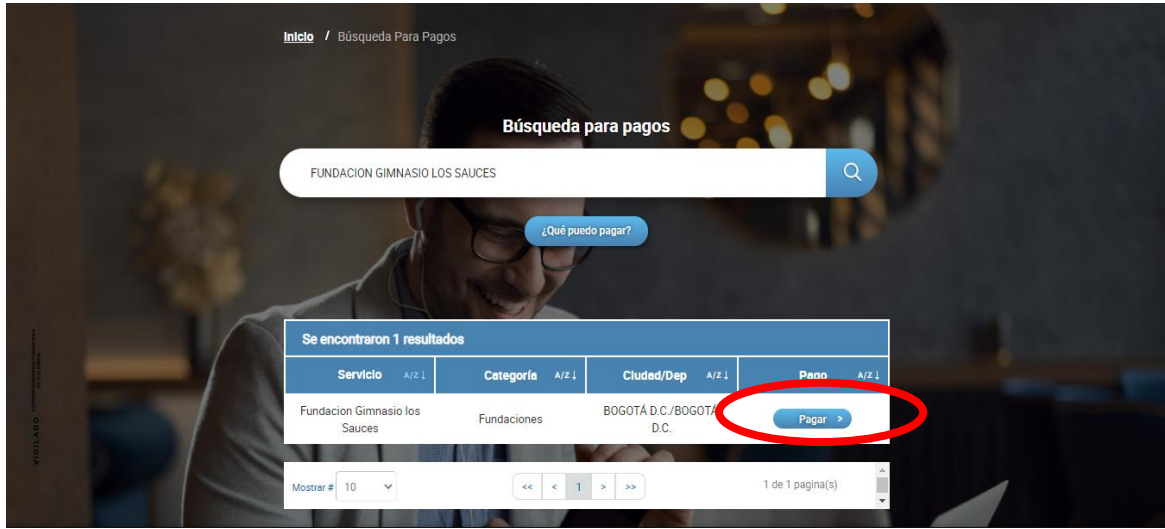 Inicio / Búsqueda Para Pagos
Búsqueda para pagos
FUNDACION GIMNASIO LOS SAUCES
¿Qué puedo pagar?
Se encontraron 1 resultados
Servicio A/Z↓ Categoría A/Z↓ Ciudad/Dep A/Z↓ Pago A/Z↓
Fundacion Gimnasio los Fundaciones BOGOTÁ D.C./BOGOTÁ Pagar >
Sauces D.C.
Mostrar # 10 << < 1 > >> 1 de 1 pagina(s)
VIGILADO